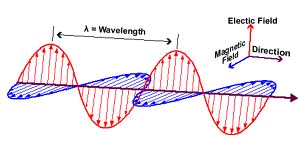 λ = Wavelength
Electic Field
Magnetic
Field
Direction